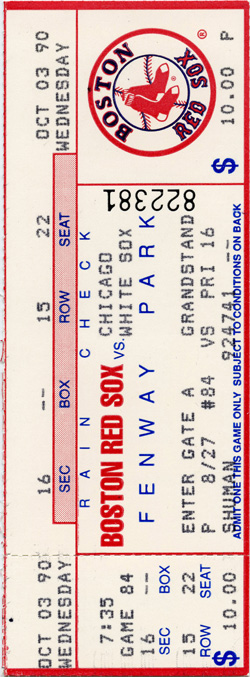 OCT 03 90
WEDNESDAY
16 -- 15 22
SEC BOX ROW SEAT
RAIN CHECK
BOSTON RED SOX VS. CHICAGO
WHITE SOX
FENWAY PARK
ENTER GATE A GRANDSTAND
P 8/27 #84 VS PRI 16
SHUMAN 924741 --
ADMIT ONE THIS GAME ONLY SUBJECT TO CONDITIONS ON BACK
822381
BOSTON
RED SOX
®
$ 10.00 P
OCT 03 90
WEDNESDAY
7:35
GAME 84
16 --
SEC BOX
15 22
ROW SEAT
$ 10.00